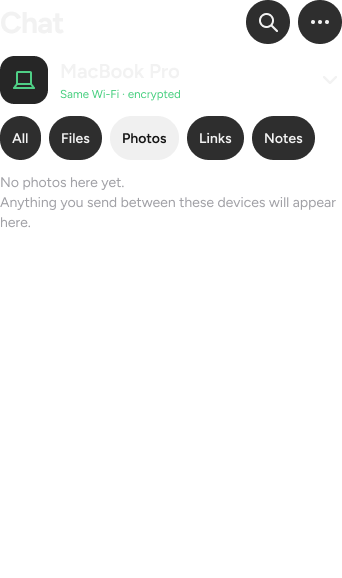 Chat
MacBook Pro
Same Wi-Fi · encrypted
All
Files
Photos
Links
Notes
No photos here yet.
Anything you send between these devices will appear
here.